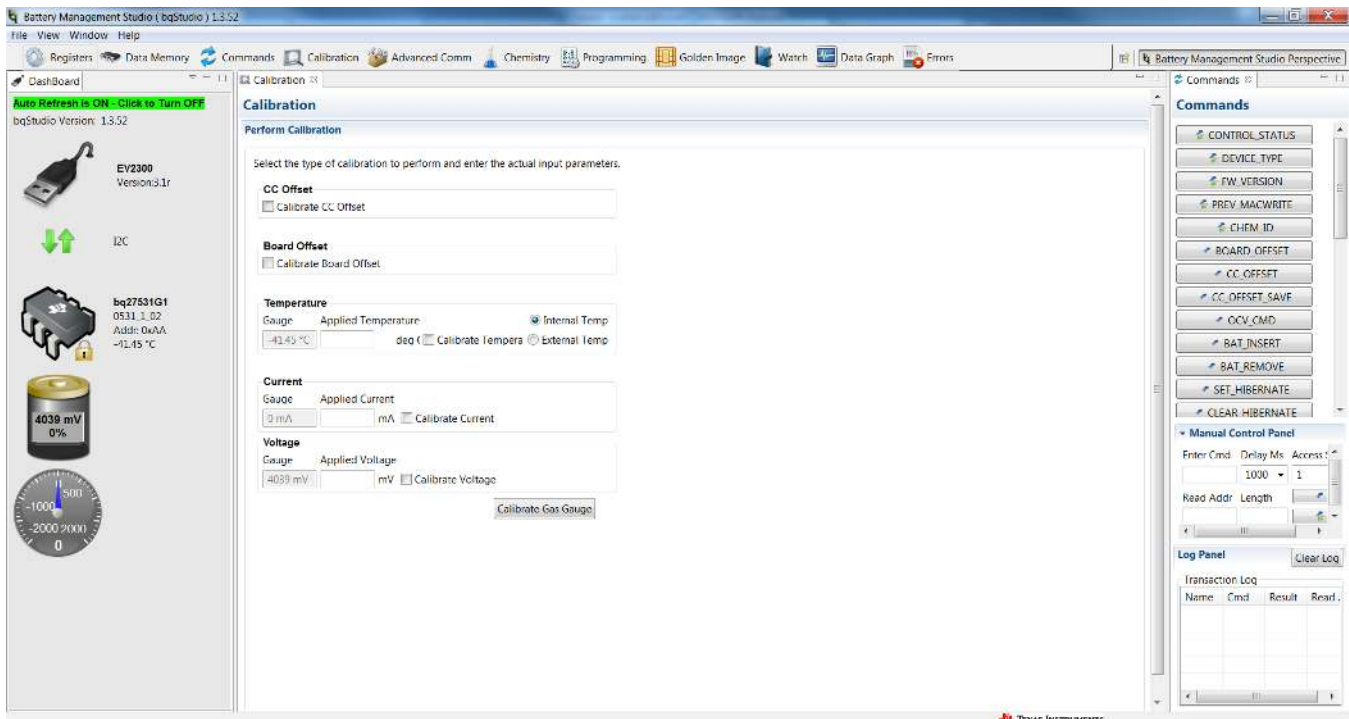 Battery Management Studio ( bqStudio ) 1.3.52
File View Window Help
Registers Data Memory Commands Calibration Advanced Comm Chemistry Programming Golden Image Watch Data Graph Errors
Battery Management Studio Perspective
DashBoard
Auto Refresh is ON - Click to Turn OFF
bqStudio Version: 1.3.52
EV2300
Version:3.1r
I2C
bq27531G1
0531_1_02
Addr: 0xAA
-41.45 °C
4039 mV
0%
500
-1000
-2000 2000
0
Calibration
Calibration
Perform Calibration
Select the type of calibration to perform and enter the actual input parameters.
CC Offset
Calibrate CC Offset
Board Offset
Calibrate Board Offset
Temperature
Gauge Applied Temperature Internal Temp
-41.45 °C deg ( Calibrate Tempera External Temp
Current
Gauge Applied Current
0 mA mA Calibrate Current
Voltage
Gauge Applied Voltage
4039 mV mV Calibrate Voltage
Calibrate Gas Gauge
Commands
Commands
CONTROL_STATUS
DEVICE_TYPE
FW_VERSION
PREV_MACWRITE
CHEM_ID
BOARD_OFFSET
CC_OFFSET
CC_OFFSET_SAVE
OCV_CMD
BAT_INSERT
BAT_REMOVE
SET_HIBERNATE
CLEAR_HIBERNATE
Manual Control Panel
Enter Cmd Delay Ms Access
1000 1
Read Addr Length
Log Panel Clear Log
Transaction Log
Name Cmd Result Read